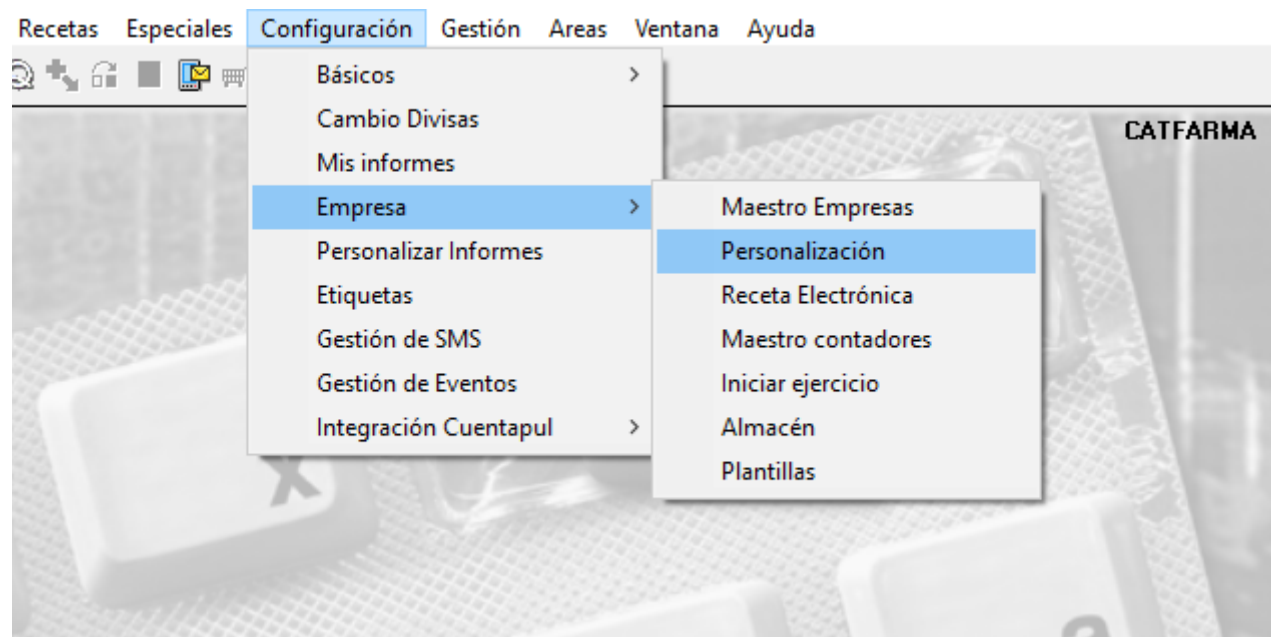 Recetas Especiales Configuración Gestión Areas Ventana Ayuda
Básicos
Cambio Divisas
Mis informes
Empresa
Personalizar Informes
Etiquetas
Gestión de SMS
Gestión de Eventos
Integración Cuentapul
CATFARMA
Maestro Empresas
Personalización
Receta Electrónica
Maestro contadores
Iniciar ejercicio
Almacén
Plantillas
X